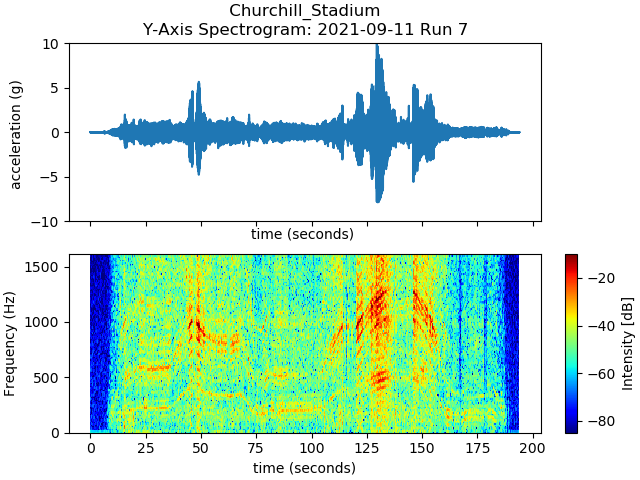 Churchill_Stadium
Y-Axis Spectrogram: 2021-09-11 Run 7
10
5
0
−5
−10
acceleration (g)
time (seconds)
1500
1000
500
0
Frequency (Hz)
0 25 50 75 100 125 150 175 200
time (seconds)
−20
−40
−60
−80
Intensity [dB]